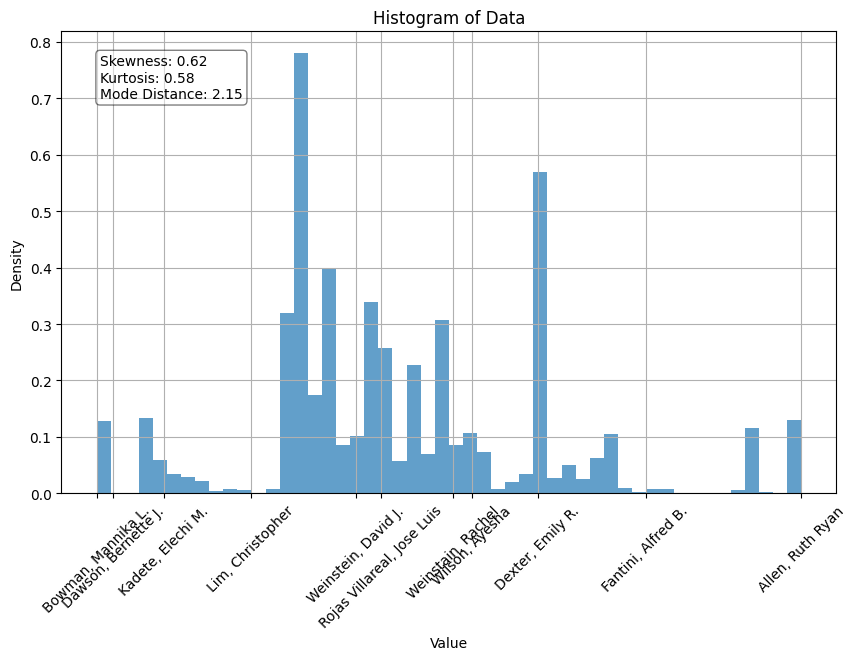 Histogram of Data
Skewness: 0.62
Kurtosis: 0.58
Mode Distance: 2.15
Density
0.8
0.7
0.6
0.5
0.4
0.3
0.2
0.1
0.0
Bowman, Mannika L.
Dawson, Bernette J.
Kadete, Elechi M.
Lim, Christopher
Weinstein, David J.
Rojas Villareal, Jose Luis
Weinstain, Rachel
Wilson, Ayesha
Dexter, Emily R.
Fantini, Alfred B.
Allen, Ruth Ryan
Value